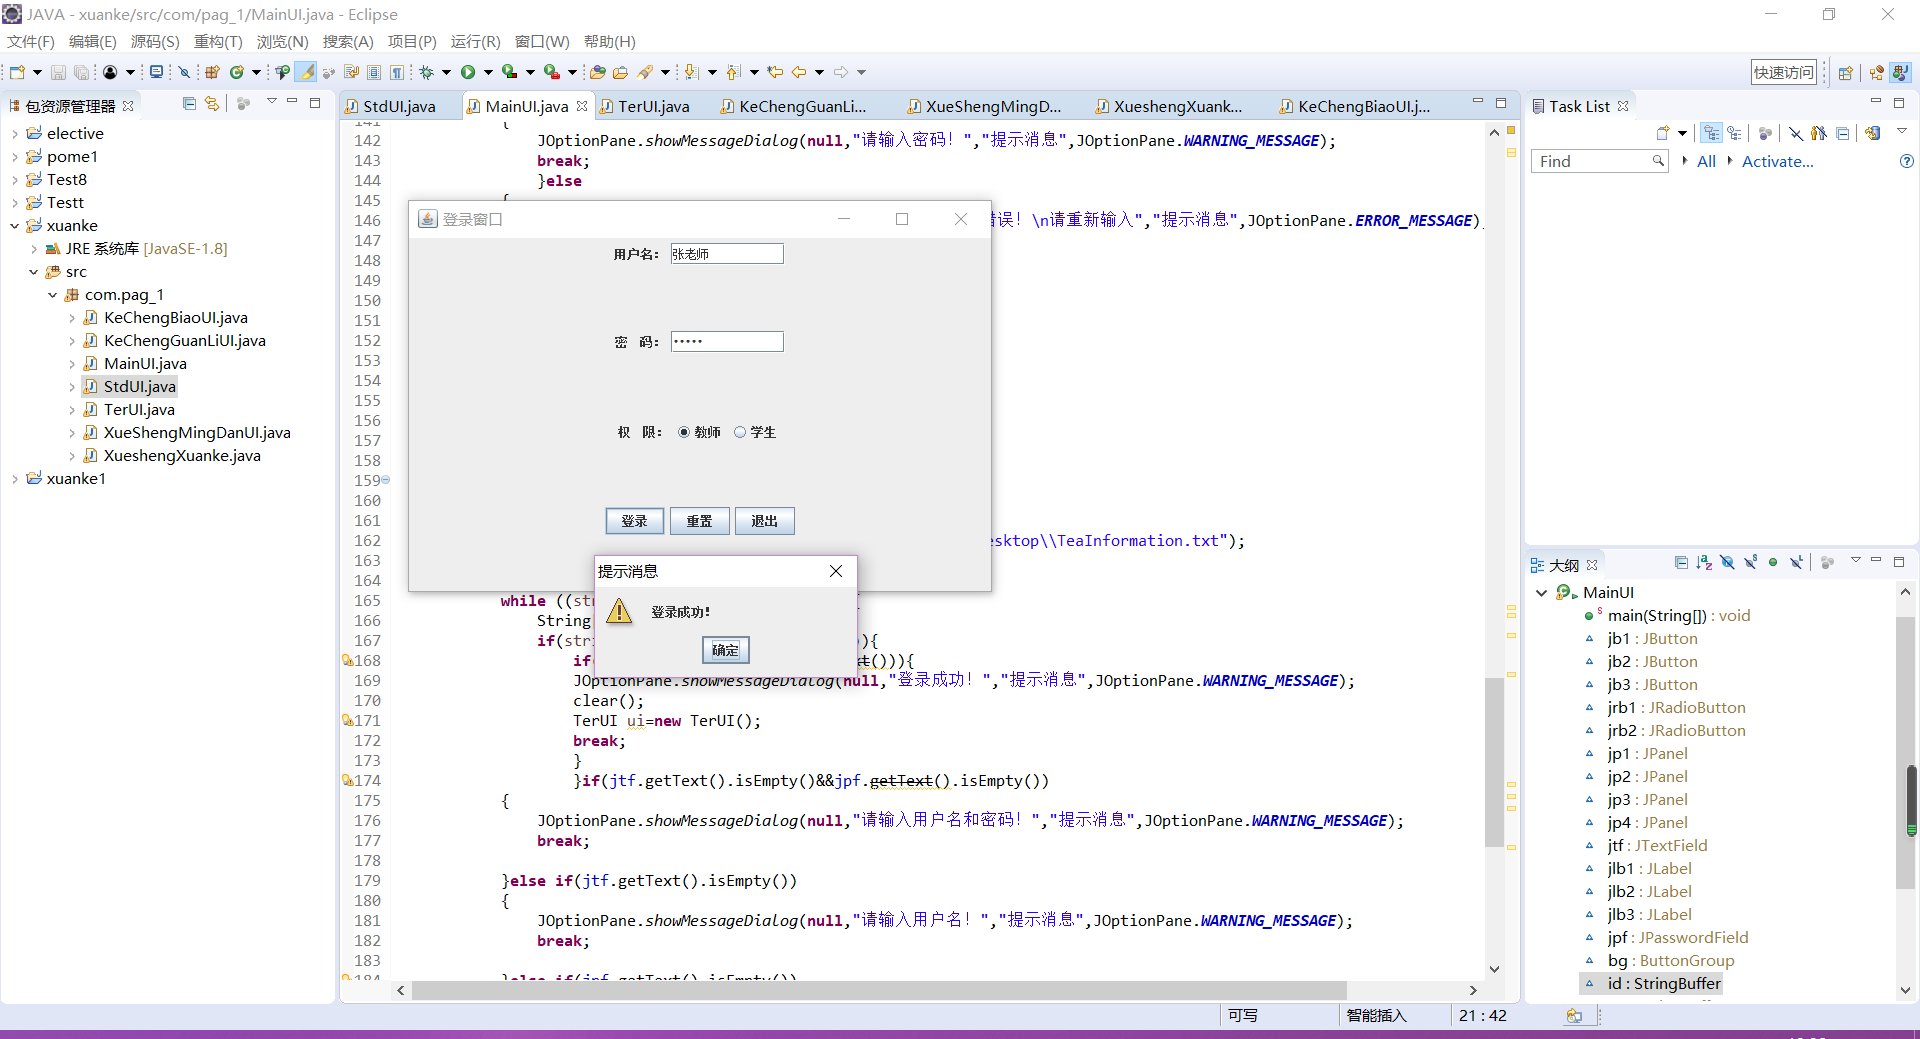 JAVA - xuanke/src/com/pag_1/MainUI.java - Eclipse
文件(F) 编辑(E) 源码(S) 重构(T) 浏览(N) 搜索(A) 项目(P) 运行(R) 窗口(W) 帮助(H)
快速访问
包资源管理器
elective
pome1
Test8
Testt
xuanke
JRE 系统库 [JavaSE-1.8]
src
com.pag_1
KeChengBiaoUI.java
KeChengGuanLiUI.java
MainUI.java
StdUI.java
TerUI.java
XueShengMingDanUI.java
XueshengXuanke.java
xuanke1
StdUI.java MainUI.java TerUI.java KeChengGuanLi... XueShengMingD... XueshengXuank... KeChengBiaoUI.j...
141 {
142 JOptionPane.showMessageDialog(null,"请输入密码！","提示消息",JOptionPane.WARNING_MESSAGE);
143 break;
144 }else
145 {
146 错误！\n请重新输入","提示消息",JOptionPane.ERROR_MESSAGE);
147
148
149
150
151
152
153
154
155
156
157
158
159
160
161
162 esktop\\TeaInformation.txt");
163
164
165 while ((str {
166 String
167 if(stri )){
168 if( t())){
169 JOptionPane.showMessageDialog(null,"登录成功！","提示消息",JOptionPane.WARNING_MESSAGE);
170 clear();
171 TerUI ui=new TerUI();
172 break;
173 }
174 }if(jtf.getText().isEmpty()&&jpf.getText().isEmpty())
175 {
176 JOptionPane.showMessageDialog(null,"请输入用户名和密码！","提示消息",JOptionPane.WARNING_MESSAGE);
177 break;
178
179 }else if(jtf.getText().isEmpty())
180 {
181 JOptionPane.showMessageDialog(null,"请输入用户名！","提示消息",JOptionPane.WARNING_MESSAGE);
182 break;
183
184 }else if(jpf.getText().isEmpty())
登录窗口
用户名： 张老师
密 码： •••••
权 限： 教师 学生
登录 重置 退出
提示消息
登录成功！
确定
Task List
Find All Activate...
大纲
MainUI
main(String[]) : void
jb1 : JButton
jb2 : JButton
jb3 : JButton
jrb1 : JRadioButton
jrb2 : JRadioButton
jp1 : JPanel
jp2 : JPanel
jp3 : JPanel
jp4 : JPanel
jtf : JTextField
jlb1 : JLabel
jlb2 : JLabel
jlb3 : JLabel
jpf : JPasswordField
bg : ButtonGroup
id : StringBuffer
可写 智能插入 21 : 42